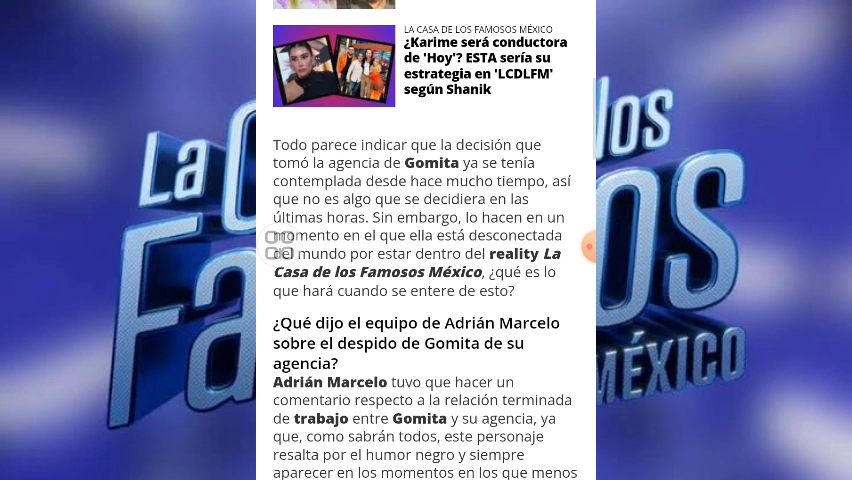 LA CASA DE LOS FAMOSOS MÉXICO
¿Karime será conductora
de 'Hoy'? ESTA sería su
estrategia en 'LCDLFM'
según Shanik
Todo parece indicar que la decisión que
tomó la agencia de Gomita ya se tenía
contemplada desde hace mucho tiempo, así
que no es algo que se decidiera en las
últimas horas. Sin embargo, lo hacen en un
momento en el que ella está desconectada
del mundo por estar dentro del reality La
Casa de los Famosos México, ¿qué es lo
que hará cuando se entere de esto?
¿Qué dijo el equipo de Adrián Marcelo
sobre el despido de Gomita de su
agencia?
Adrián Marcelo tuvo que hacer un
comentario respecto a la relación terminada
de trabajo entre Gomita y su agencia, ya
que, como sabrán todos, este personaje
resalta por el humor negro y siempre
aparecer en los momentos en los que menos
La
los
Fa
os
MÉXICO